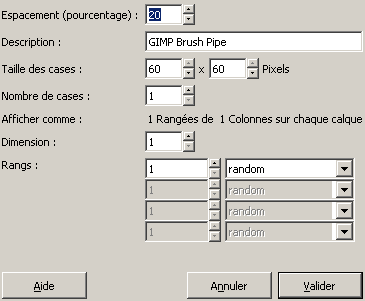 Espacement (pourcentage) : 20
Description : GIMP Brush Pipe
Taille des cases : 60 x 60 Pixels
Nombre de cases : 1
Afficher comme : 1 Rangées de 1 Colonnes sur chaque calque
Dimension : 1
Rangs : 1 random
1 random
1 random
1 random
Aide Annuler Valider